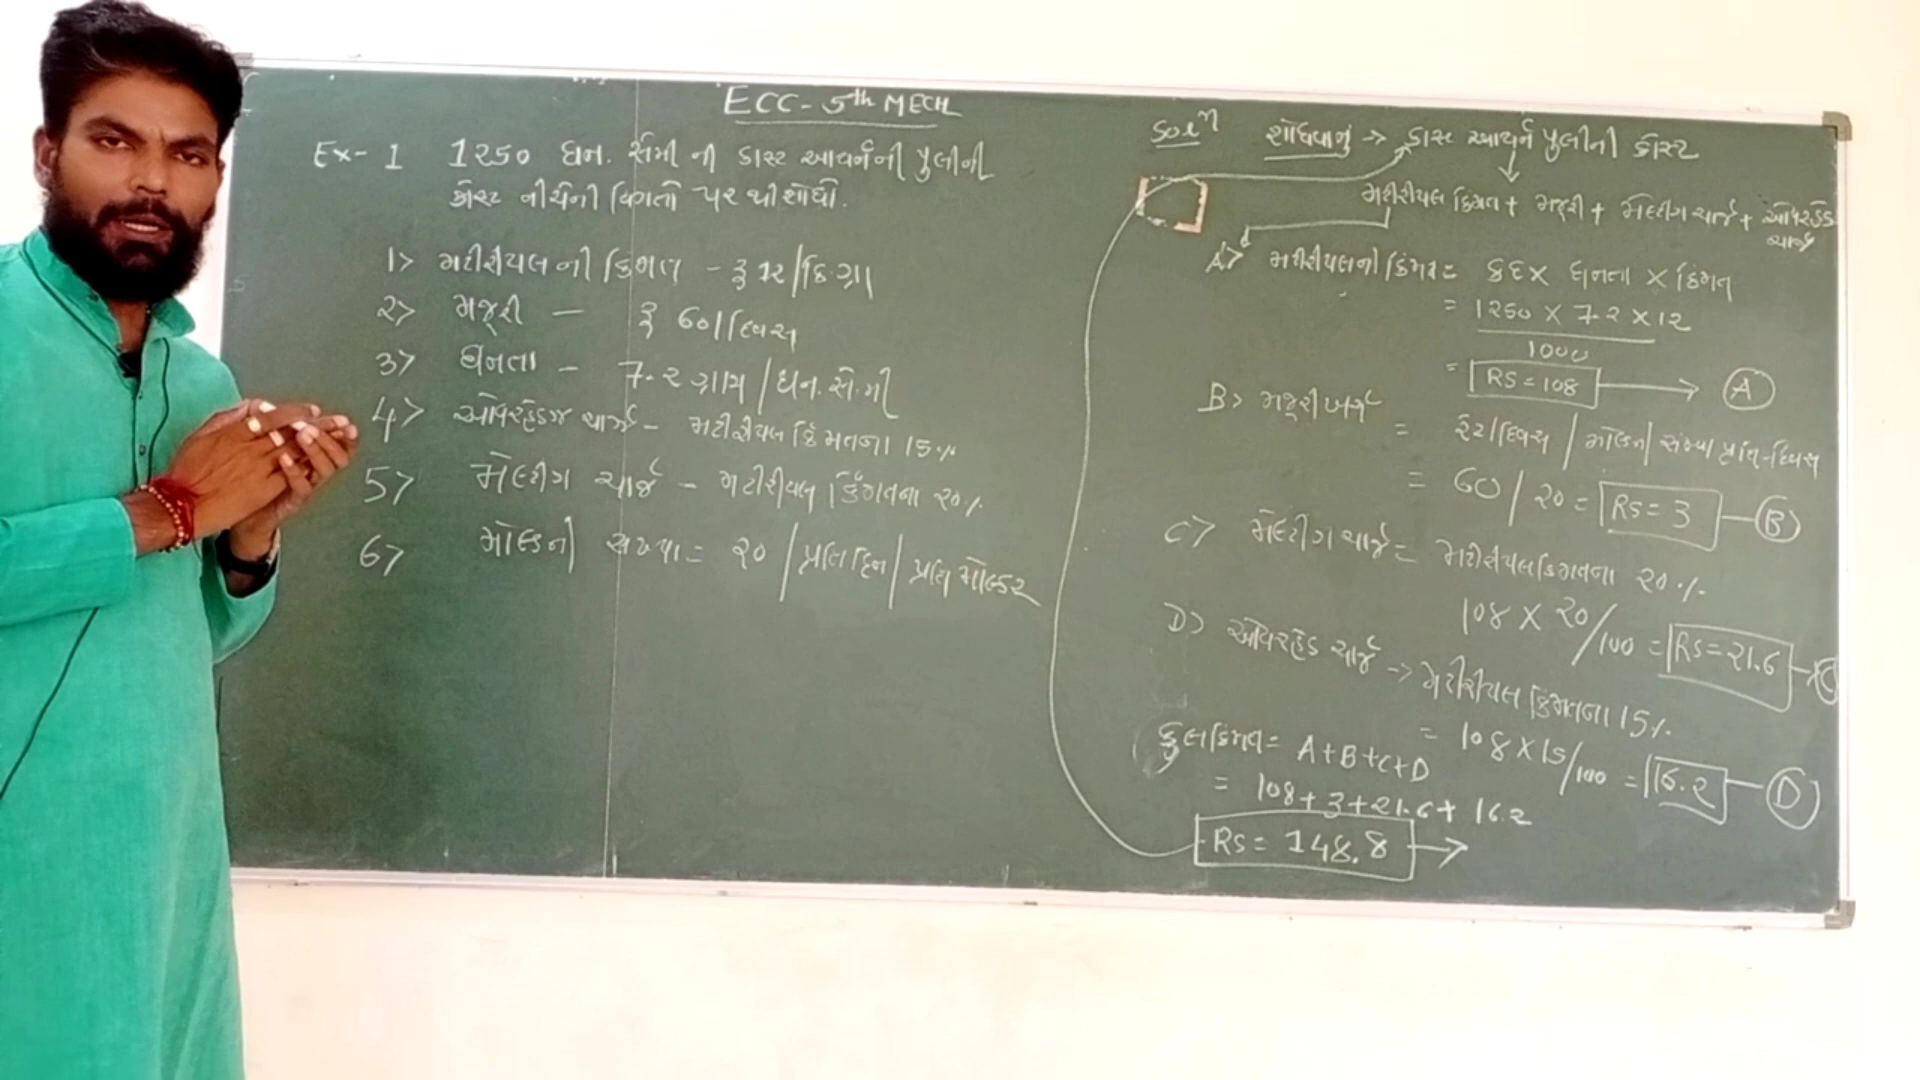 ECC - 5th MECH
Ex- 1 1250 ઘન. સેમી ની કાસ્ટ આયર્નની પુલીની
કોસ્ટ નીચેની વિગતો પર થી શોધો.
1> મટીરીયલ ની કિંમત - રૂ 12/કિ.ગ્રા
2> મજૂરી - રૂ 60/દિવસ
3> ઘનતા - 7.2 ગ્રામ/ઘન.સે.મી
4> ઓવરહેડઝ ચાર્જ - મટીરીયલ કિંમતના 15%
5> મેલ્ટીંગ ચાર્જ - મટીરીયલ કિંમતના 20%
6> મોલ્ડની સંખ્યા = 20 /પ્રતિદિન/ પ્રતિ મોલ્ડર
Solⁿ શોધવાનું → કાસ્ટ આયર્ન પુલીની કોસ્ટ
મટીરીયલ કિંમત + મજૂરી + મેલ્ટીંગ ચાર્જ + ઓવરહેડ
ચાર્જ
A> મટીરીયલની કિંમત = કદ x ઘનતા x કિંમત
= 1250 x 7.2 x 12
1000
= RS = 108 → A
B> મજૂરી ખર્ચ
= રેટ/દિવસ / મોલ્ડની સંખ્યા પ્રતિ-દિવસ
= 60 / 20 = RS = 3 - B
C> મેલ્ટીંગ ચાર્જ = મટીરીયલ કિંમતના 20%
108 x 20/100 = RS = 21.6 → C
D> ઓવરહેડ ચાર્જ → મટીરીયલ કિંમતના 15%
= 108 x 15/100 = 16.2 - D
કુલ કિંમત = A+B+C+D
= 108 + 3 + 21.6 + 16.2
RS = 148.8 →